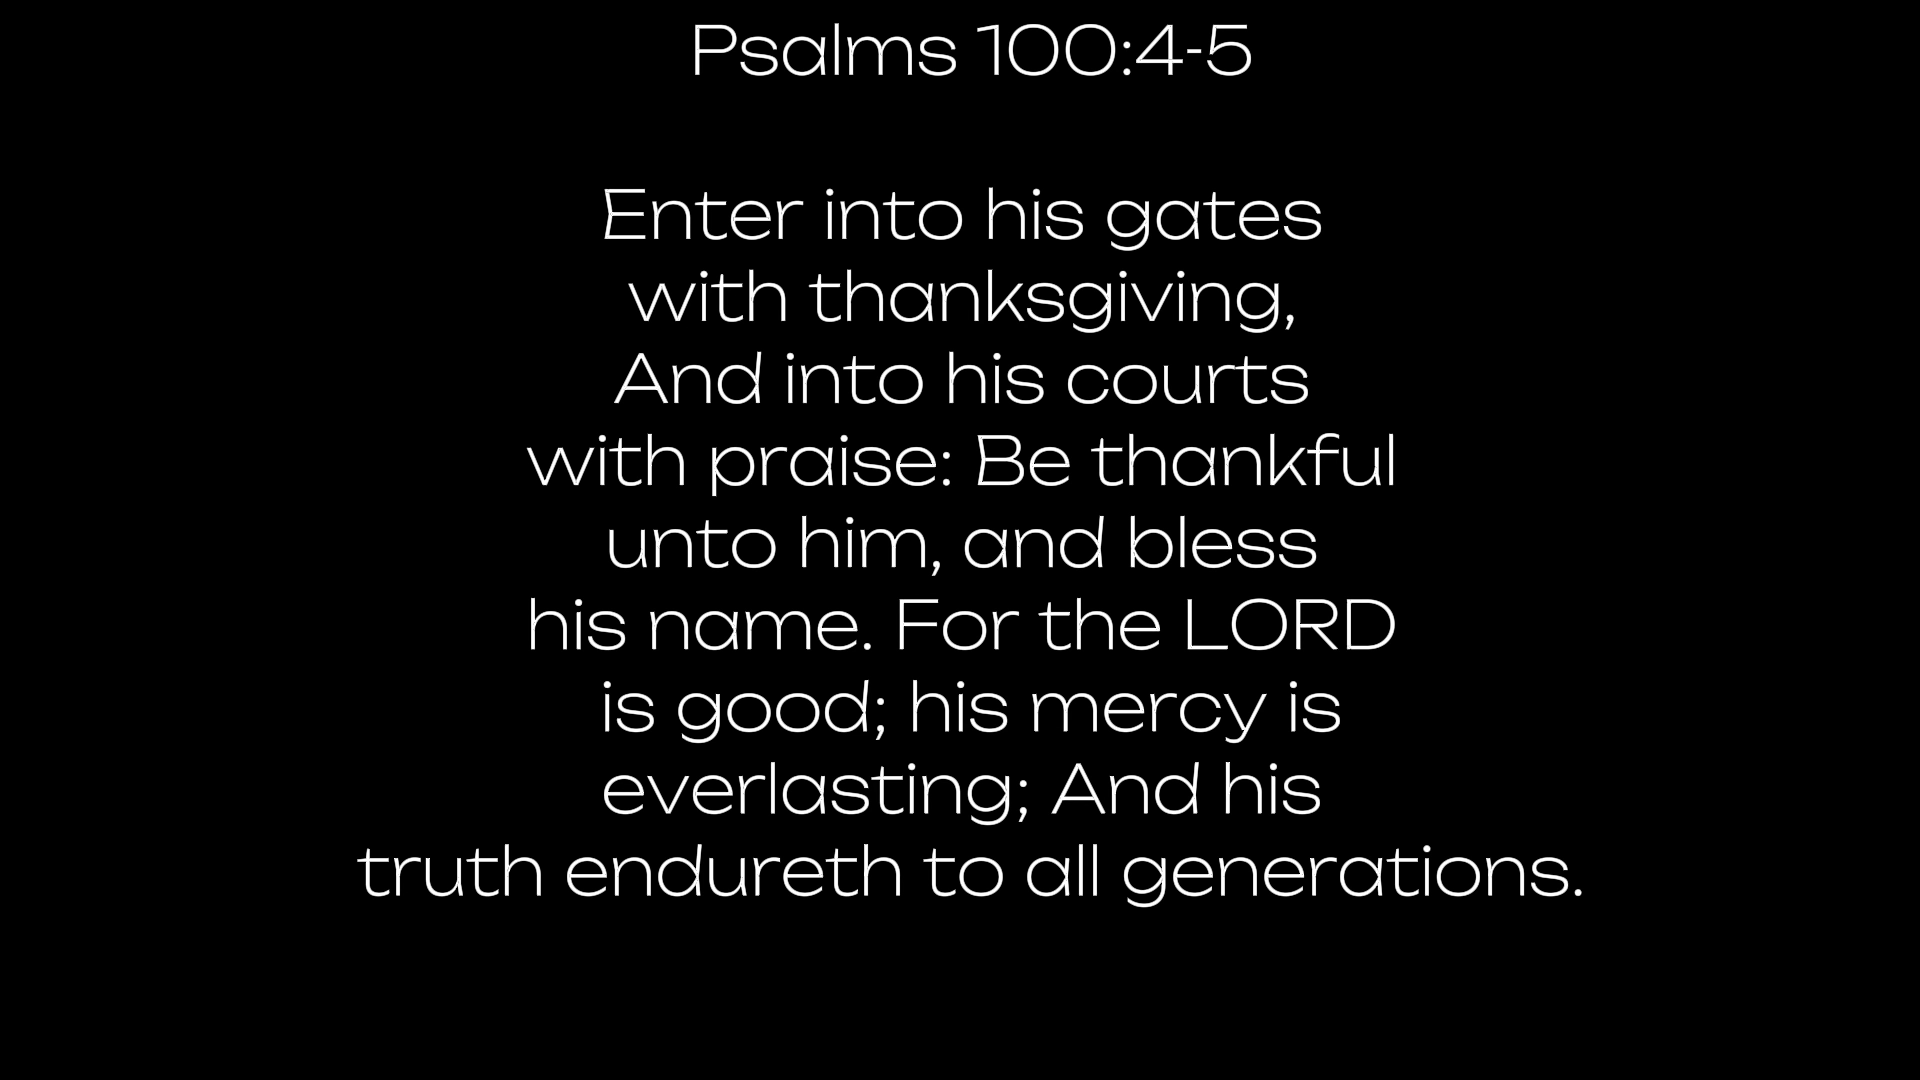 Psalms 100:4-5
Enter into his gates
with thanksgiving,
And into his courts
with praise: Be thankful
unto him, and bless
his name. For the LORD
is good; his mercy is
everlasting; And his
truth endureth to all generations.